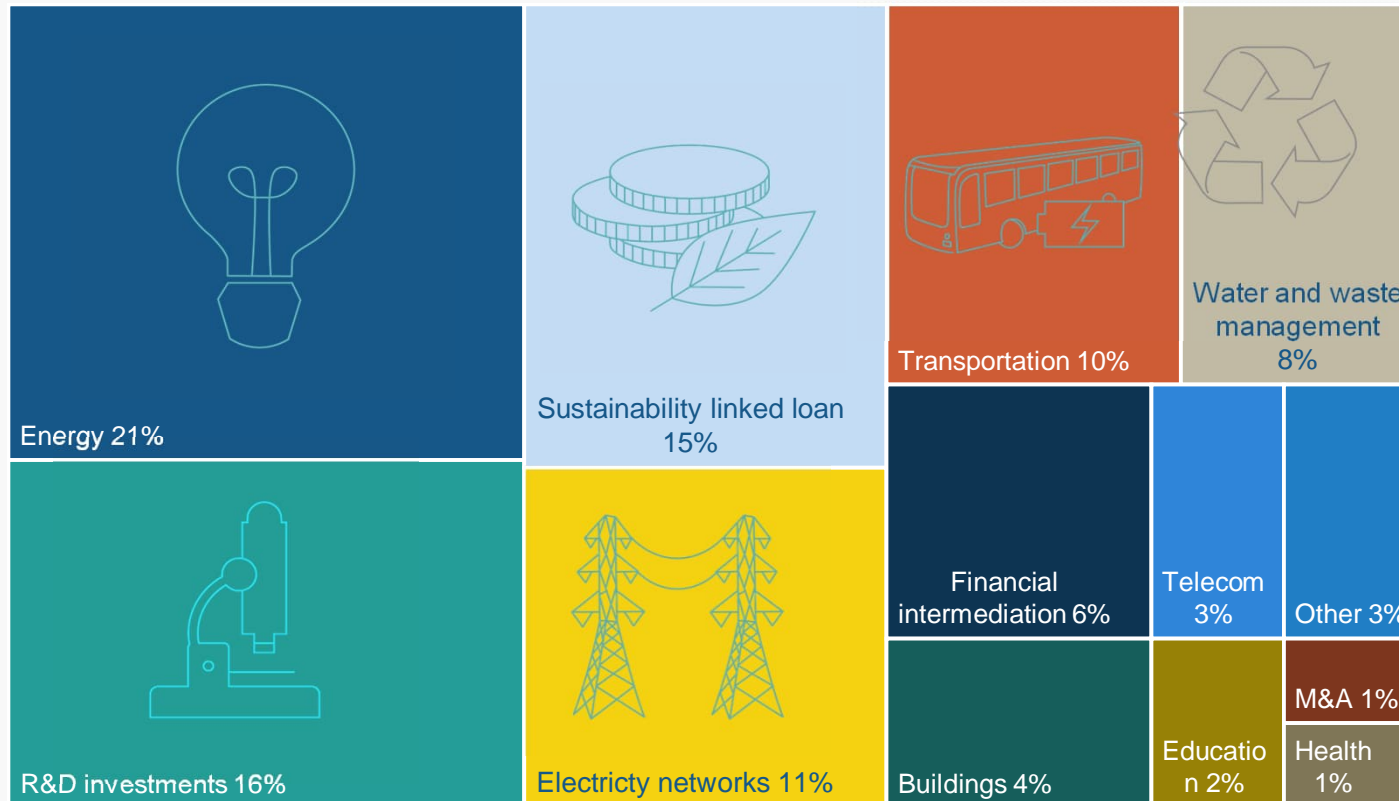 Energy 21%
Sustainability linked loan
15%
Transportation 10%
Water and waste
management
8%
R&D investments 16%
Electricty networks 11%
Financial
intermediation 6%
Telecom
3%
Other 3%
Buildings 4%
Educatio
n 2%
M&A 1%
Health
1%